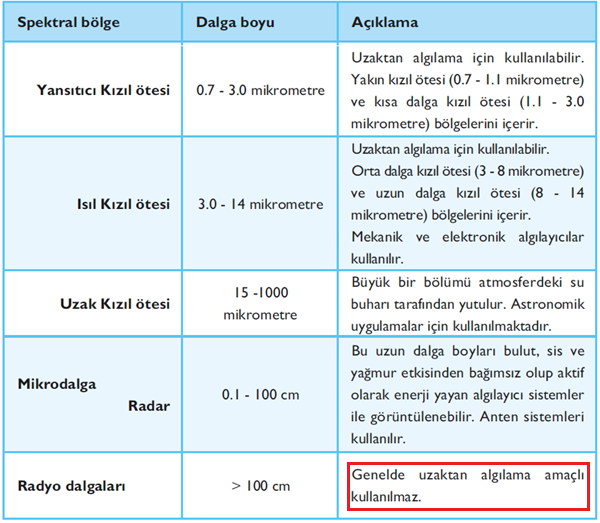 Spektral bölge
Dalga boyu
Açıklama
Yansıtıcı Kızıl ötesi
0.7 - 3.0 mikrometre
Uzaktan algılama için kullanılabilir.
Yakın kızıl ötesi (0.7 - 1.1 mikrometre)
ve kısa dalga kızıl ötesi (1.1 - 3.0
mikrometre) bölgelerini içerir.
Isıl Kızıl ötesi
3.0 - 14 mikrometre
Uzaktan algılama için kullanılabilir.
Orta dalga kızıl ötesi (3 - 8 mikrometre)
ve uzun dalga kızıl ötesi (8 - 14
mikrometre) bölgelerini içerir.
Mekanik ve elektronik algılayıcılar
kullanılır.
Uzak Kızıl ötesi
15 -1000
mikrometre
Büyük bir bölümü atmosferdeki su
buharı tarafından yutulur. Astronomik
uygulamalar için kullanılmaktadır.
Mikrodalga
Radar
0.1 - 100 cm
Bu uzun dalga boyları bulut, sis ve
yağmur etkisinden bağımsız olup aktif
olarak enerji yayan algılayıcı sistemler
ile görüntülenebilir. Anten sistemleri
kullanılır.
Radyo dalgaları
> 100 cm
Genelde uzaktan algılama amaçlı
kullanılmaz.